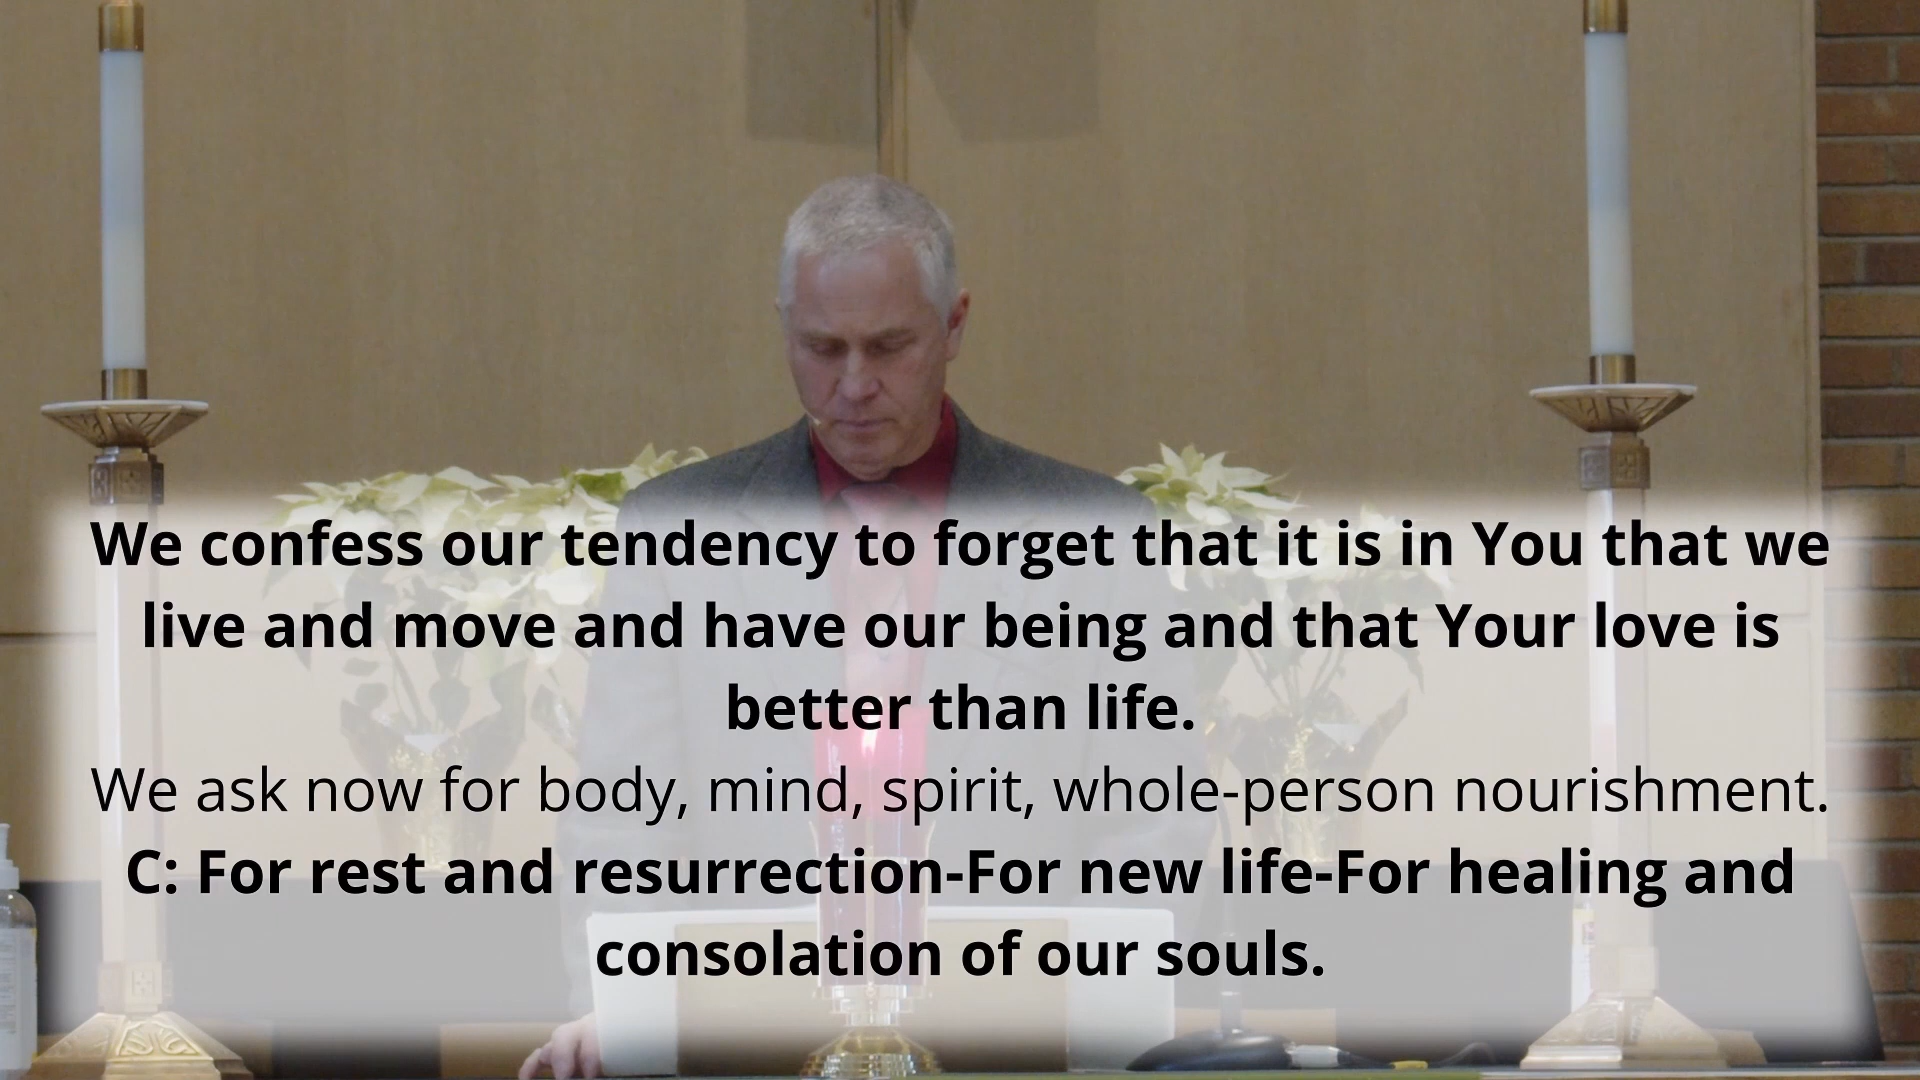 We confess our tendency to forget that it is in You that we
live and move and have our being and that Your love is
better than life.
We ask now for body, mind, spirit, whole-person nourishment.
C: For rest and resurrection-For new life-For healing and
consolation of our souls.